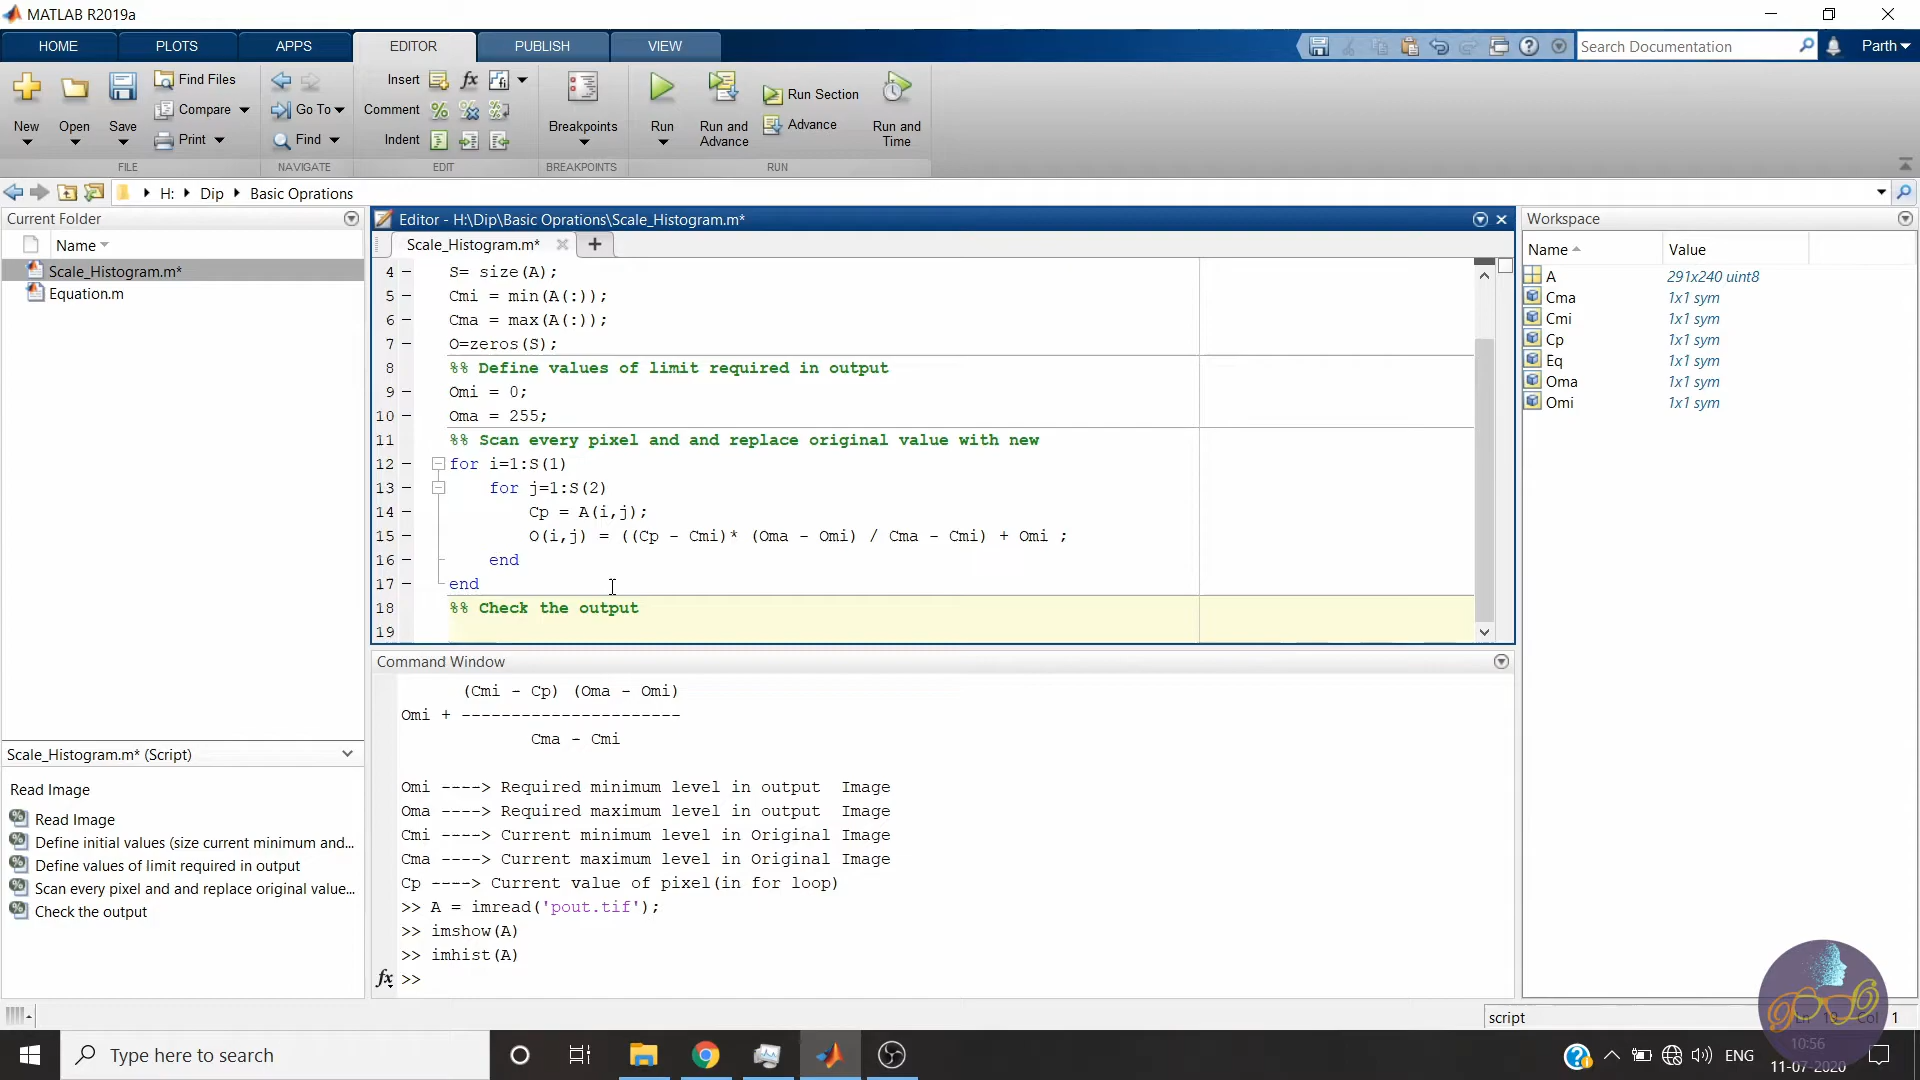 MATLAB R2019a
HOME PLOTS APPS EDITOR PUBLISH VIEW
Search Documentation
Parth
New
Open
Save
Find Files
Compare
Print
FILE
Go To
Find
NAVIGATE
Insert
Comment
Indent
EDIT
Breakpoints
BREAKPOINTS
Run
Run and
Advance
Run Section
Advance
Run and
Time
RUN
H: Dip Basic Oprations
Current Folder
Name
Scale_Histogram.m*
Equation.m
Scale_Histogram.m* (Script)
Read Image
Read Image
Define initial values (size current minimum and...
Define values of limit required in output
Scan every pixel and and replace original value...
Check the output
Editor - H:\Dip\Basic Oprations\Scale_Histogram.m*
Scale_Histogram.m*
4 S= size(A);
5 Cmi = min(A(:));
6 Cma = max(A(:));
7 O=zeros(S);
8 %% Define values of limit required in output
9 Omi = 0;
10 Oma = 255;
11 %% Scan every pixel and and replace original value with new
12 for i=1:S(1)
13 for j=1:S(2)
14 Cp = A(i,j);
15 O(i,j) = ((Cp - Cmi)* (Oma - Omi) / Cma - Cmi) + Omi ;
16 end
17 end
18 %% Check the output
19
Command Window
(Cmi - Cp) (Oma - Omi)
Omi + ----------------------
Cma - Cmi
Omi ----> Required minimum level in output  Image
Oma ----> Required maximum level in output  Image
Cmi ----> Current minimum level in Original Image
Cma ----> Current maximum level in Original Image
Cp ----> Current value of pixel(in for loop)
>> A = imread('pout.tif');
>> imshow(A)
>> imhist(A)
fx >>
Workspace
Name Value
A 291x240 uint8
Cma 1x1 sym
Cmi 1x1 sym
Cp 1x1 sym
Eq 1x1 sym
Oma 1x1 sym
Omi 1x1 sym
script
Ln 19 Col 1
Type here to search
ENG
10:56
11-07-2020